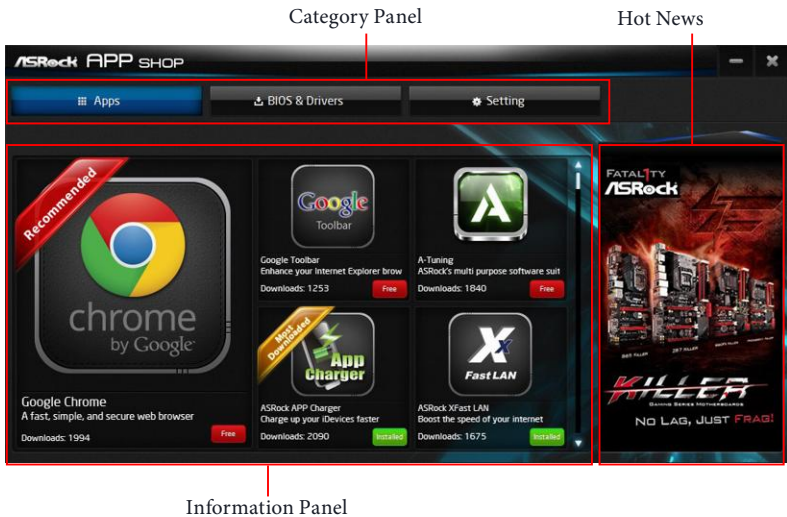 Category Panel
Hot News
ASRock APP SHOP
Apps
BIOS & Drivers
Setting
Recommended
chrome
by Google
Google Chrome
A fast, simple, and secure web browser
Downloads: 1994
Free
Google
Toolbar
Google Toolbar
Enhance your Internet Explorer brow
Downloads: 1253
Free
A
A-Tuning
ASRock's multi purpose software suit
Downloads: 1840
Free
Most
Downloaded
App
Charger
ASRock APP Charger
Charge up your iDevices faster
Downloads: 2090
Installed
Fast LAN
ASRock XFast LAN
Boost the speed of your internet
Downloads: 1675
Installed
FATAL1TY
ASRock
KILLER
GAMING SERIES MOTHERBOARDS
NO LAG, JUST FRAG!
Information Panel